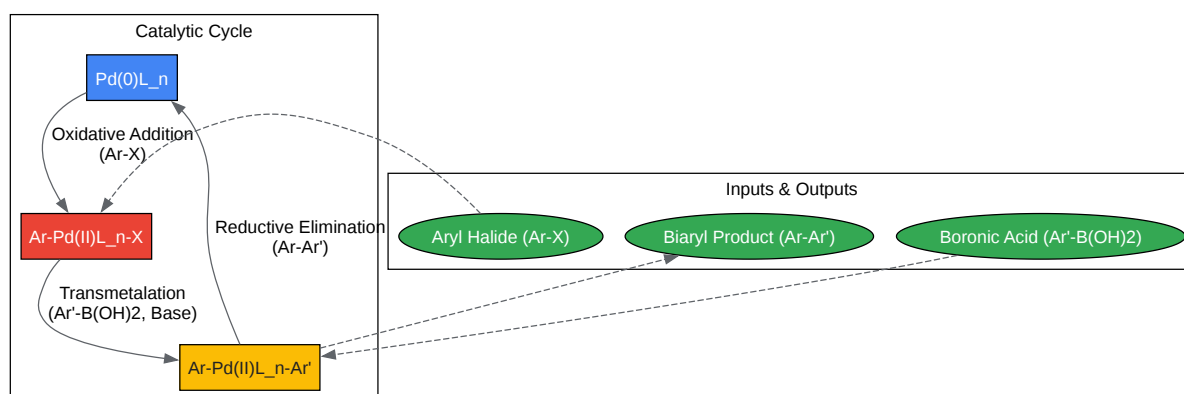 Catalytic Cycle
Pd(0)L_n
Oxidative Addition
(Ar-X)
Ar-Pd(II)L_n-X
Reductive Elimination
(Ar-Ar')
Transmetalation
(Ar'-B(OH)2, Base)
Ar-Pd(II)L_n-Ar'
Inputs & Outputs
Aryl Halide (Ar-X)
Biaryl Product (Ar-Ar')
Boronic Acid (Ar'-B(OH)2)